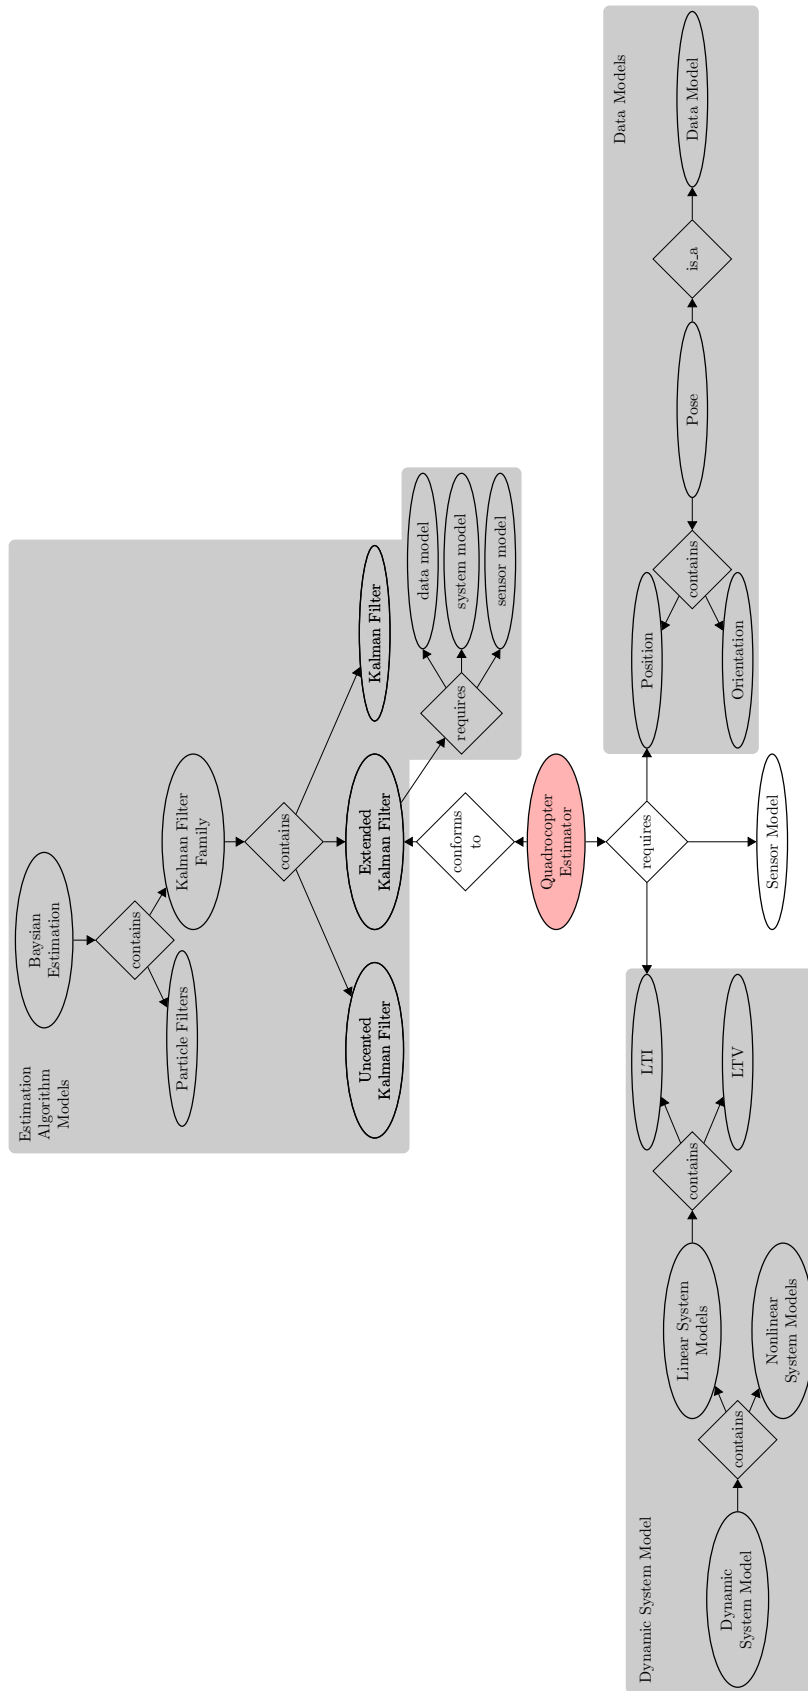 Estimation
Algorithm
Models
Baysian
Estimation
contains
Particle Filters
Kalman Filter
Family
contains
Uncented
Kalman Filter
Extended
Kalman Filter
Kalman Filter
requires
data model
system model
sensor model
conforms
to
Quadrocopter
Estimator
requires
Sensor Model
Dynamic System Model
Dynamic
System Model
contains
Linear System
Models
Nonlinear
System Models
contains
LTI
LTV
Data Models
Position
Orientation
contains
Pose
is_a
Data Model